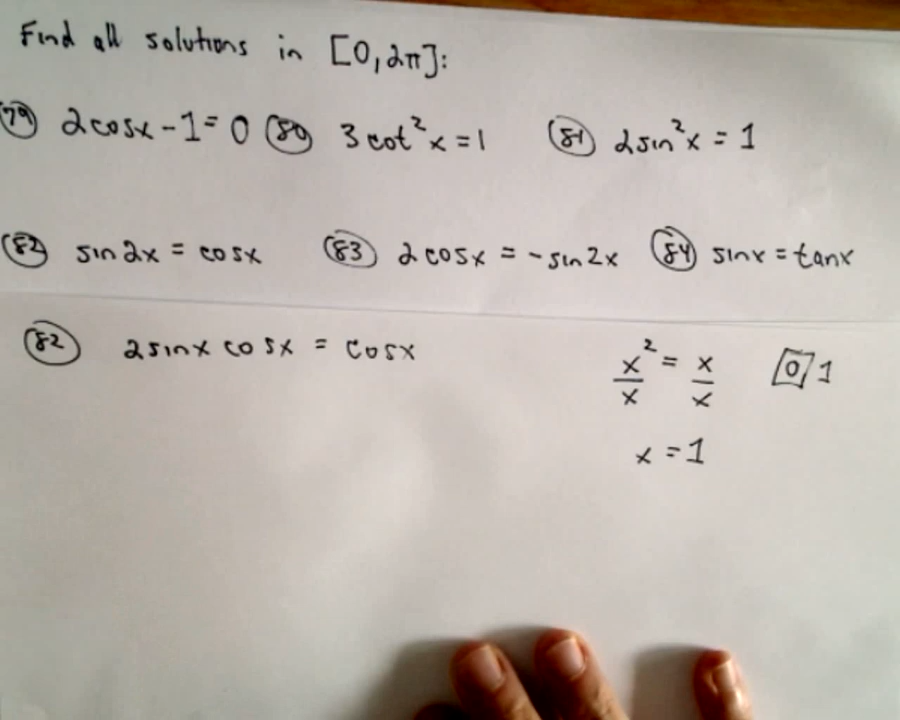 Find all solutions in [0,2π]:
79 2cosx-1=0 80 3cot²x=1 81 2sin²x=1
82 sin2x=cosx 83 2cosx=-sin2x 84 sinx=tanx
82 2sinx cosx=cosx x²/x = x/x 0,1
x=1